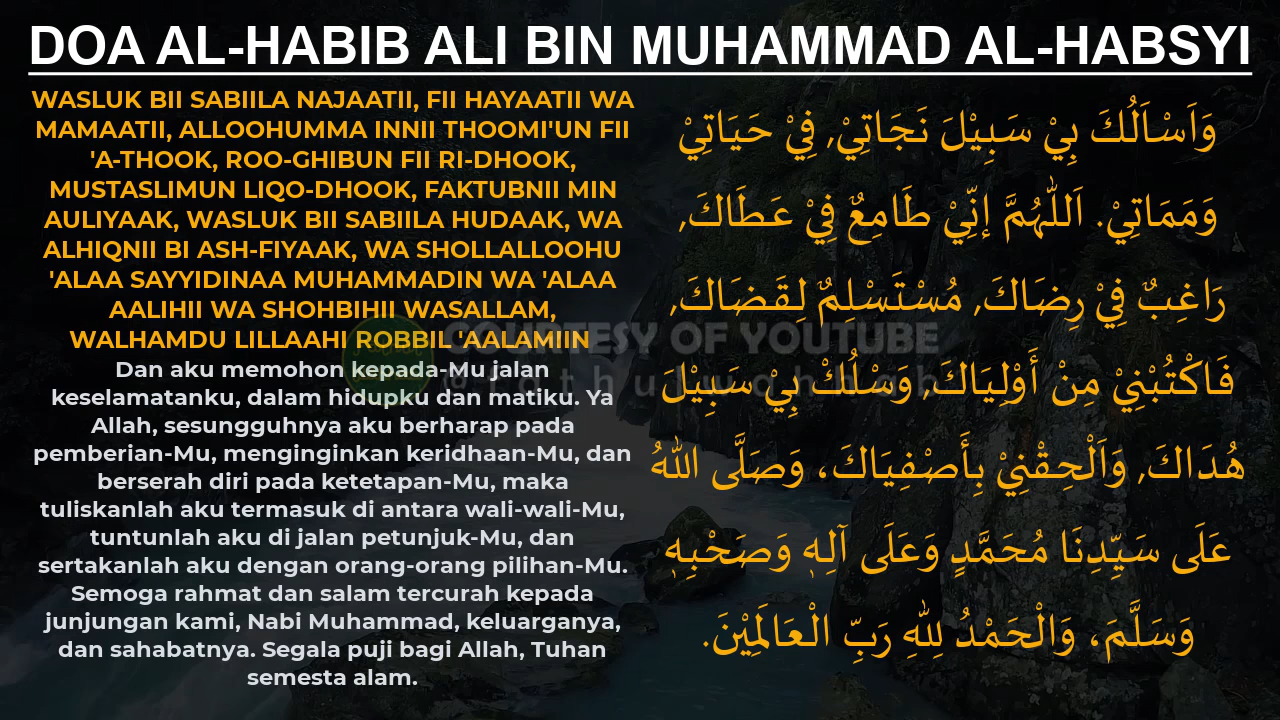 DOA AL-HABIB ALI BIN MUHAMMAD AL-HABSYI
WASLUK BII SABIILA NAJAATII, FII HAYAATII WA
MAMAATII, ALLOOHUMMA INNII THOOMI'UN FII
'A-THOOK, ROO-GHIBUN FII RI-DHOOK,
MUSTASLIMUN LIQO-DHOOK, FAKTUBNII MIN
AULIYAAK, WASLUK BII SABIILA HUDAAK, WA
ALHIQNII BI ASH-FIYAAK, WA SHOLLALLOOHU
'ALAA SAYYIDINAA MUHAMMADIN WA 'ALAA
AALIHII WA SHOHBIHII WASALLAM,
WALHAMDU LILLAAHI ROBBIL 'AALAMIIN
Dan aku memohon kepada-Mu jalan
keselamatanku, dalam hidupku dan matiku. Ya
Allah, sesungguhnya aku berharap pada
pemberian-Mu, menginginkan keridhaan-Mu, dan
berserah diri pada ketetapan-Mu, maka
tuliskanlah aku termasuk di antara wali-wali-Mu,
tuntunlah aku di jalan petunjuk-Mu, dan
sertakanlah aku dengan orang-orang pilihan-Mu.
Semoga rahmat dan salam tercurah kepada
junjungan kami, Nabi Muhammad, keluarganya,
dan sahabatnya. Segala puji bagi Allah, Tuhan
semesta alam.
وَاَسْاَلُكَ بِيْ سَبِيْلَ نَجَاتِيْ, فِيْ حَيَاتِيْ
وَمَمَاتِيْ. اَللّٰهُمَّ إنِّيْ طَامِعٌ فِيْ عَطَاكَ,
رَاغِبٌ فِيْ رِضَاكَ, مُسْتَسْلِمٌ لِقَضَاكَ,
فَاكْتُبْنِيْ مِنْ أَوْلِيَاكَ, وَسْلُكْ بِيْ سَبِيْلَ
هُدَاكَ, وَاَلْحِقْنِيْ بِأَصْفِيَاكَ، وَصَلَّى اللهُ
عَلَى سَيِّدِنَا مُحَمَّدٍ وَعَلَى آلِهٖ وَصَحْبِهٖ
وَسَلَّمَ، وَالْحَمْدُ لِلّٰهِ رَبِّ الْعَالَمِيْنَ.
COURTESY OF YOUTUBE